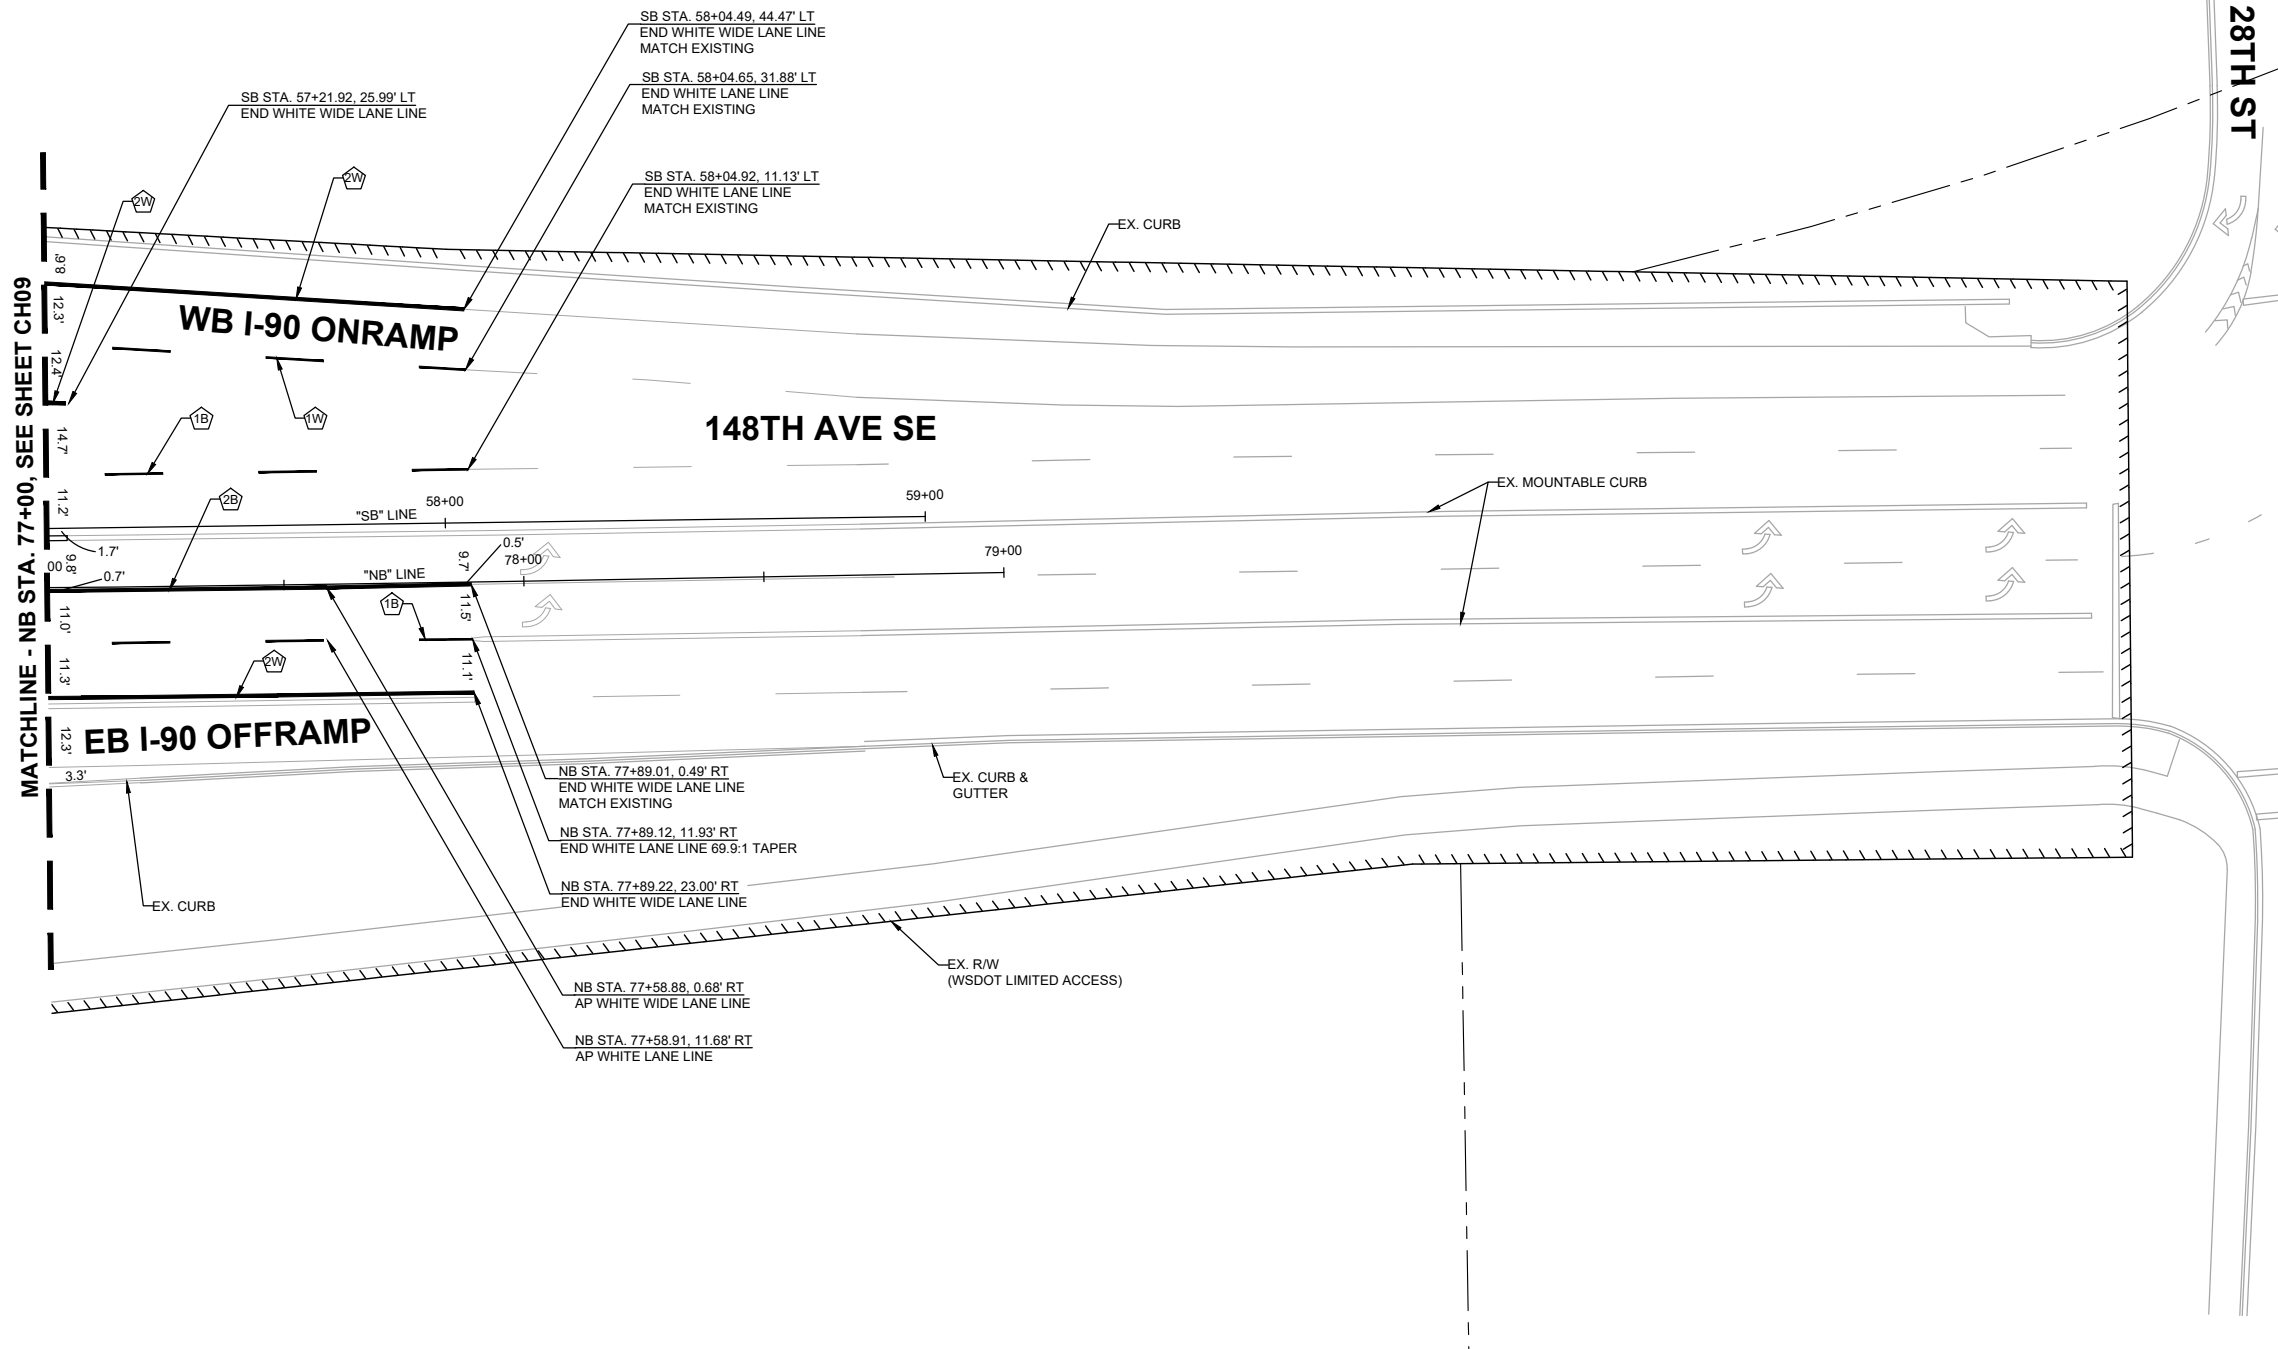 SB STA. 58+04.49, 44.47' LT
END WHITE WIDE LANE LINE
MATCH EXISTING
28TH ST
SB STA. 58+04.65, 31.88' LT
END WHITE LANE LINE
MATCH EXISTING
SB STA. 57+21.92, 25.99' LT
END WHITE WIDE LANE LINE
SB STA. 58+04.92, 11.13' LT
END WHITE LANE LINE
MATCH EXISTING
2W
2W
EX. CURB
MATCHLINE - NB STA. 77+00, SEE SHEET CH09
8.6'
12.3'
WB I-90 ONRAMP
12.4'
1B
1W
148TH AVE SE
14.7'
11.2'
2B
58+00
59+00
"SB" LINE
EX. MOUNTABLE CURB
1.7'
9.8'
00
0.7'
"NB" LINE
9.7'
0.5'
78+00
79+00
1B
11.0'
11.5'
11.3'
2W
11.1'
12.3'
EB I-90 OFFRAMP
3.3'
NB STA. 77+89.01, 0.49' RT
END WHITE WIDE LANE LINE
MATCH EXISTING
EX. CURB &
GUTTER
NB STA. 77+89.12, 11.93' RT
END WHITE LANE LINE 69.9:1 TAPER
NB STA. 77+89.22, 23.00' RT
END WHITE WIDE LANE LINE
EX. CURB
EX. R/W
(WSDOT LIMITED ACCESS)
NB STA. 77+58.88, 0.68' RT
AP WHITE WIDE LANE LINE
NB STA. 77+58.91, 11.68' RT
AP WHITE LANE LINE